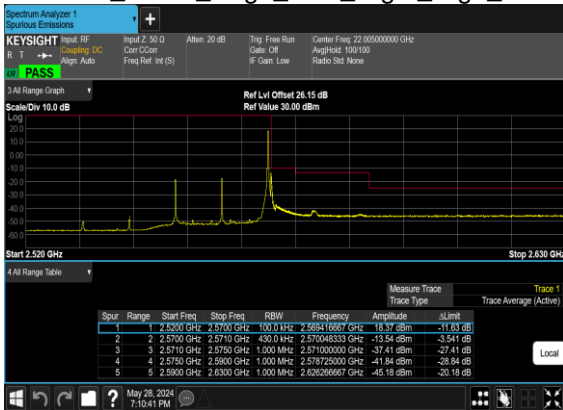 Spectrum Analyzer 1
Spurious Emissions
+
KEYSIGHT Input: RF Input Z: 50 Ω Atten: 20 dB Trig: Free Run Center Freq: 22.005000000 GHz
R T Coupling: DC Corr CCorr Gate: Off Avg|Hold: 100/100
Align: Auto Freq Ref: Int (S) IF Gain: Low Radio Std: None
PASS
3 All Range Graph
Ref Lvl Offset 26.15 dB
Scale/Div 10.0 dB Ref Value 30.00 dBm
Log
20.0
10.0
0.00
-10.0
-20.0
-30.0
-40.0
-50.0
-60.0
Start 2.520 GHz Stop 2.630 GHz
4 All Range Table
Measure Trace Trace 1
Trace Type Trace Average (Active)
Spur Range Start Freq Stop Freq RBW Frequency Amplitude ΔLimit
1 1 2.5200 GHz 2.5700 GHz 100.0 kHz 2.569416667 GHz 18.37 dBm -11.63 dB
2 2 2.5700 GHz 2.5710 GHz 430.0 kHz 2.570048333 GHz -13.54 dBm -3.541 dB
3 3 2.5710 GHz 2.5750 GHz 1.000 MHz 2.571000000 GHz -37.41 dBm -27.41 dB
4 4 2.5750 GHz 2.5900 GHz 1.000 MHz 2.578725000 GHz -41.84 dBm -28.84 dB
5 5 2.5900 GHz 2.6300 GHz 1.000 MHz 2.626266667 GHz -45.18 dBm -20.18 dB
Local
?
May 28, 2024
7:10:41 PM